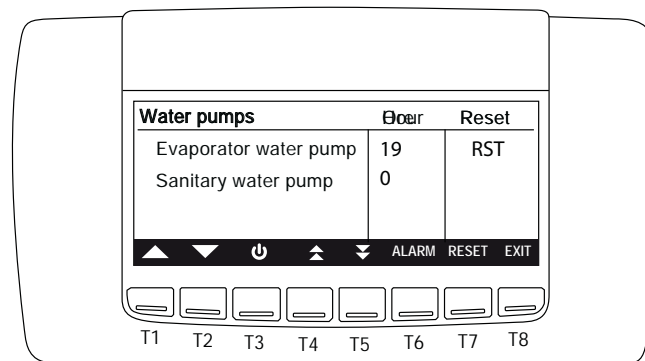 Water pumps Hour Reset
Evaporator water pump 19 RST
Sanitary water pump 0
ALARM RESET EXIT
T1 T2 T3 T4 T5 T6 T7 T8